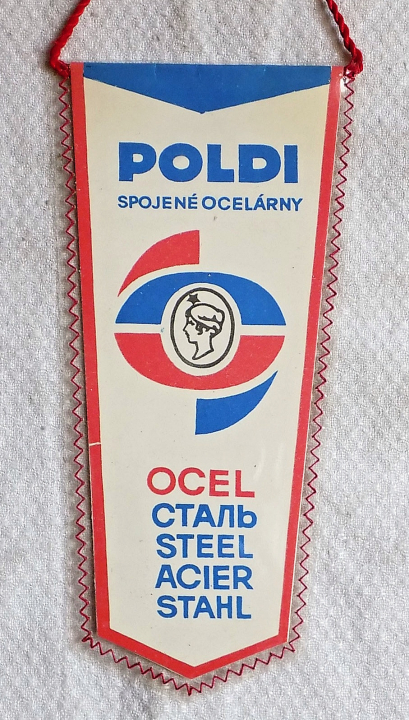 POLDI
SPOJENÉ OCELÁRNY
OCEL
СТАЛЬ
STEEL
ACIER
STAHL